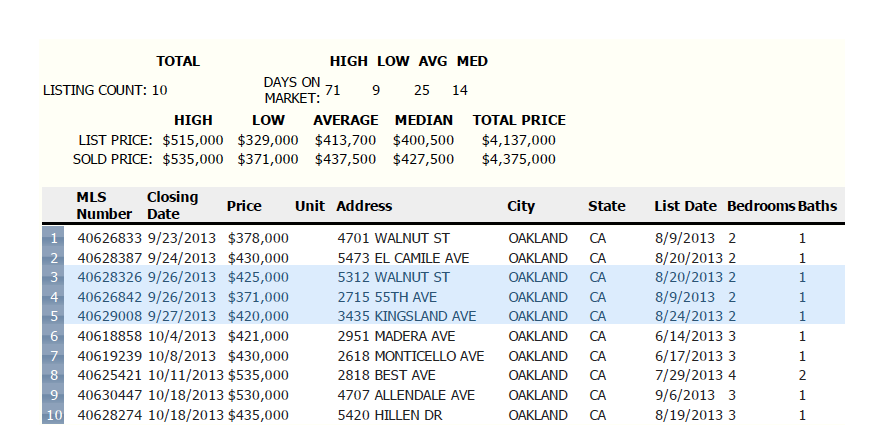 TOTAL HIGH LOW AVG MED
LISTING COUNT: 10 DAYS ON MARKET: 71 9 25 14
HIGH LOW AVERAGE MEDIAN TOTAL PRICE
LIST PRICE: $515,000 $329,000 $413,700 $400,500 $4,137,000
SOLD PRICE: $535,000 $371,000 $437,500 $427,500 $4,375,000
MLS Number Closing Date Price Unit Address City State List Date Bedrooms Baths
1 40626833 9/23/2013 $378,000 4701 WALNUT ST OAKLAND CA 8/9/2013 2 1
2 40628387 9/24/2013 $430,000 5473 EL CAMILE AVE OAKLAND CA 8/20/2013 2 1
3 40628326 9/26/2013 $425,000 5312 WALNUT ST OAKLAND CA 8/20/2013 2 1
4 40626842 9/26/2013 $371,000 2715 55TH AVE OAKLAND CA 8/9/2013 2 1
5 40629008 9/27/2013 $420,000 3435 KINGSLAND AVE OAKLAND CA 8/24/2013 2 1
6 40618858 10/4/2013 $421,000 2951 MADERA AVE OAKLAND CA 6/14/2013 3 1
7 40619239 10/8/2013 $430,000 2618 MONTICELLO AVE OAKLAND CA 6/17/2013 3 1
8 40625421 10/11/2013 $535,000 2818 BEST AVE OAKLAND CA 7/29/2013 4 2
9 40630447 10/18/2013 $530,000 4707 ALLENDALE AVE OAKLAND CA 9/6/2013 3 1
10 40628274 10/18/2013 $435,000 5420 HILLEN DR OAKLAND CA 8/19/2013 3 1